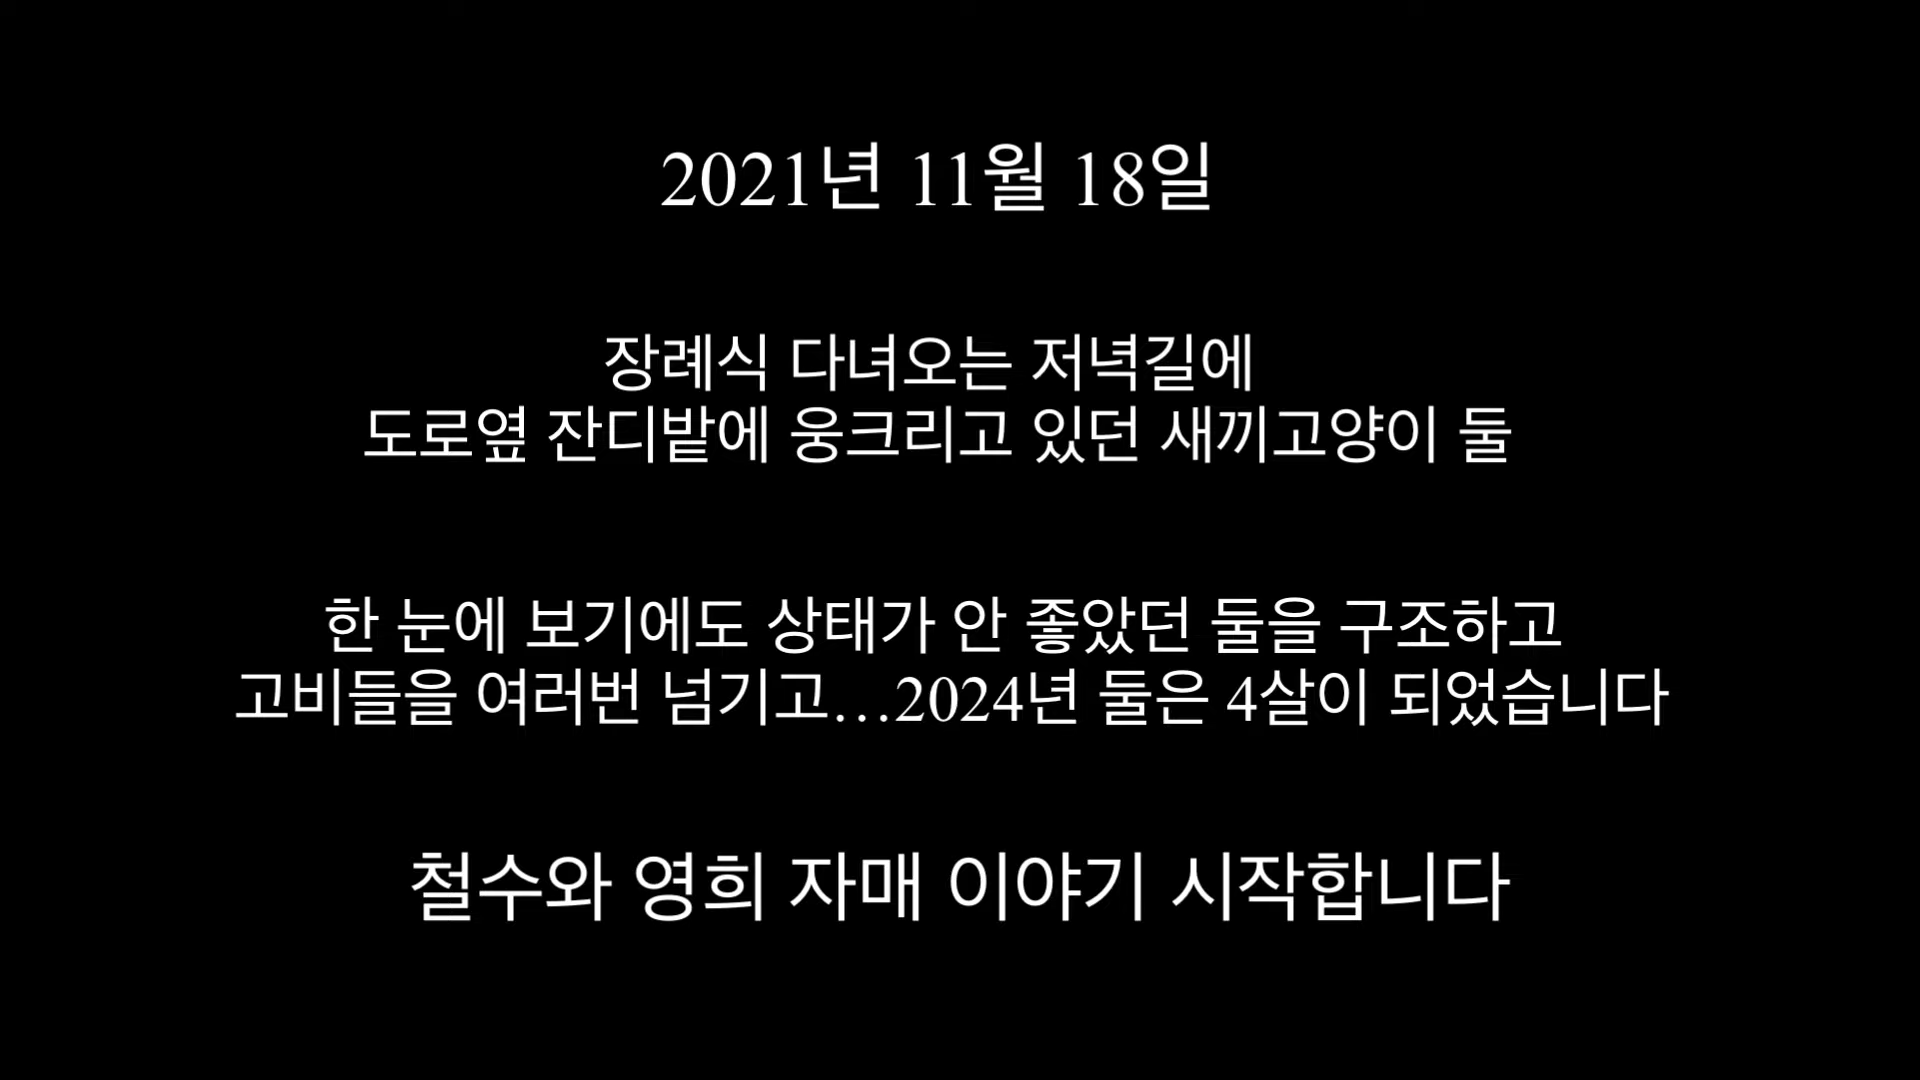 2021년 11월 18일
장례식 다녀오는 저녁길에
도로옆 잔디밭에 웅크리고 있던 새끼고양이 둘
한 눈에 보기에도 상태가 안 좋았던 둘을 구조하고
고비들을 여러번 넘기고...2024년 둘은 4살이 되었습니다
철수와 영희 자매 이야기 시작합니다